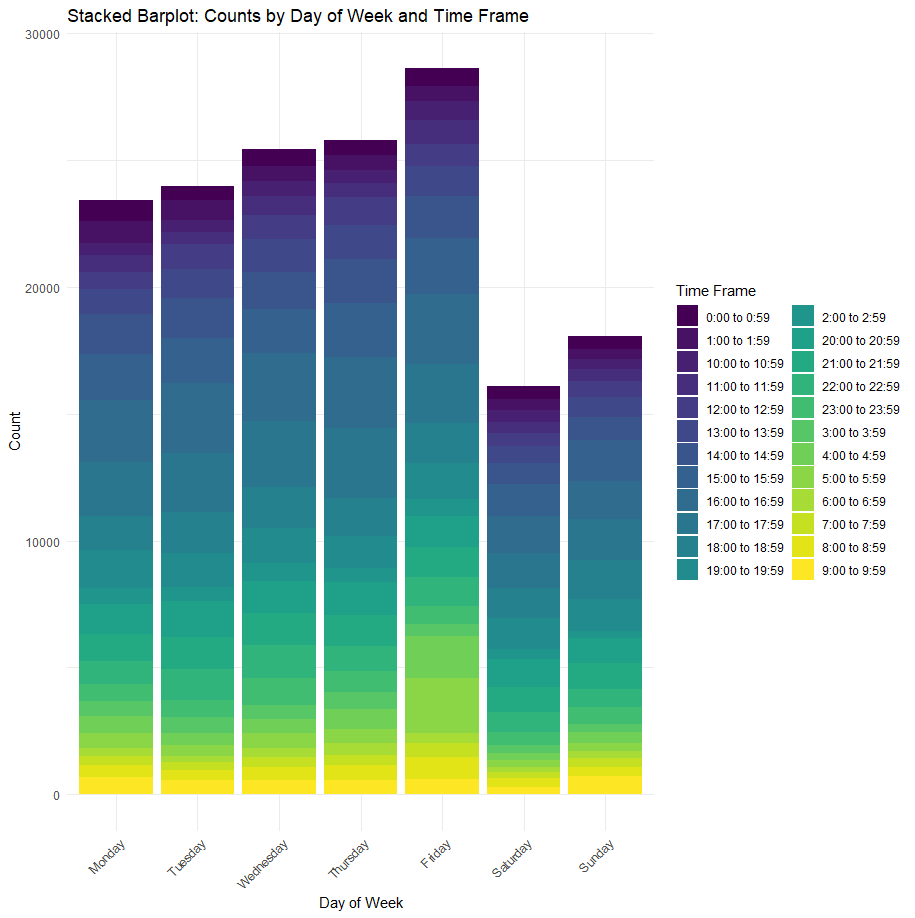 Stacked Barplot: Counts by Day of Week and Time Frame
30000
20000
10000
0
Count
Monday
Tuesday
Wednesday
Thursday
Friday
Saturday
Sunday
Day of Week
Time Frame
0:00 to 0:59
1:00 to 1:59
10:00 to 10:59
11:00 to 11:59
12:00 to 12:59
13:00 to 13:59
14:00 to 14:59
15:00 to 15:59
16:00 to 16:59
17:00 to 17:59
18:00 to 18:59
19:00 to 19:59
2:00 to 2:59
20:00 to 20:59
21:00 to 21:59
22:00 to 22:59
23:00 to 23:59
3:00 to 3:59
4:00 to 4:59
5:00 to 5:59
6:00 to 6:59
7:00 to 7:59
8:00 to 8:59
9:00 to 9:59